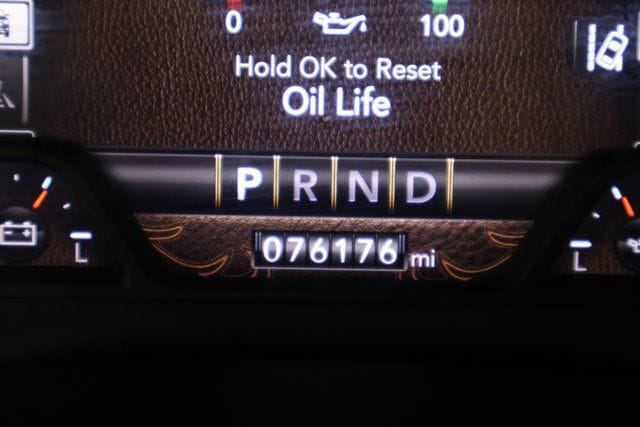 0 100
Hold OK to Reset
Oil Life
P R N D
L 076176 mi L